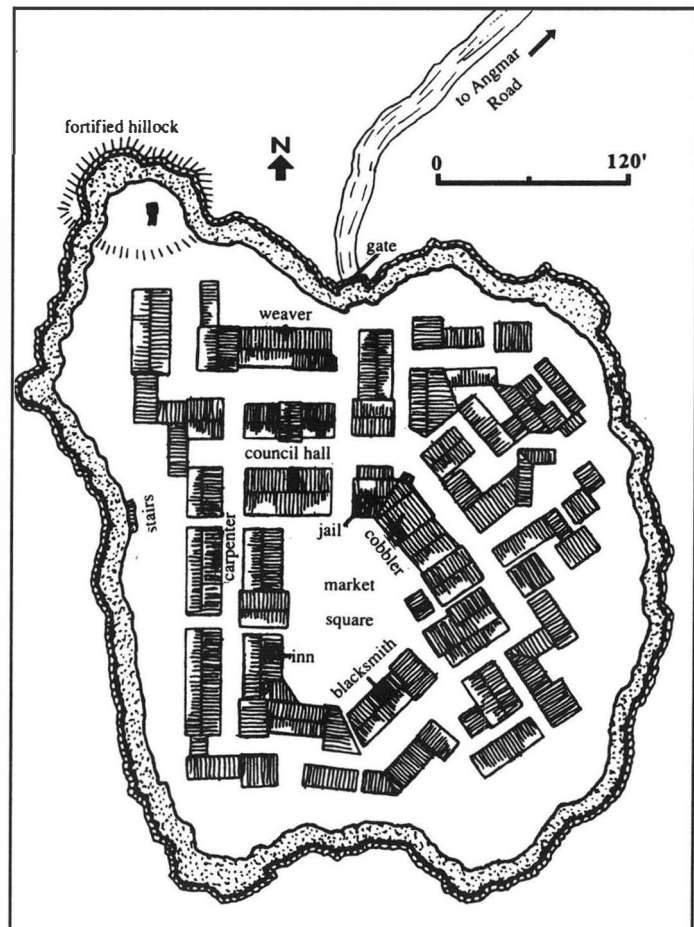 to Angmar
Road
fortified hillock
N
0 120'
gate
weaver
council hall
stairs
carpenter
jail
cobbler
market
square
inn
blacksmith